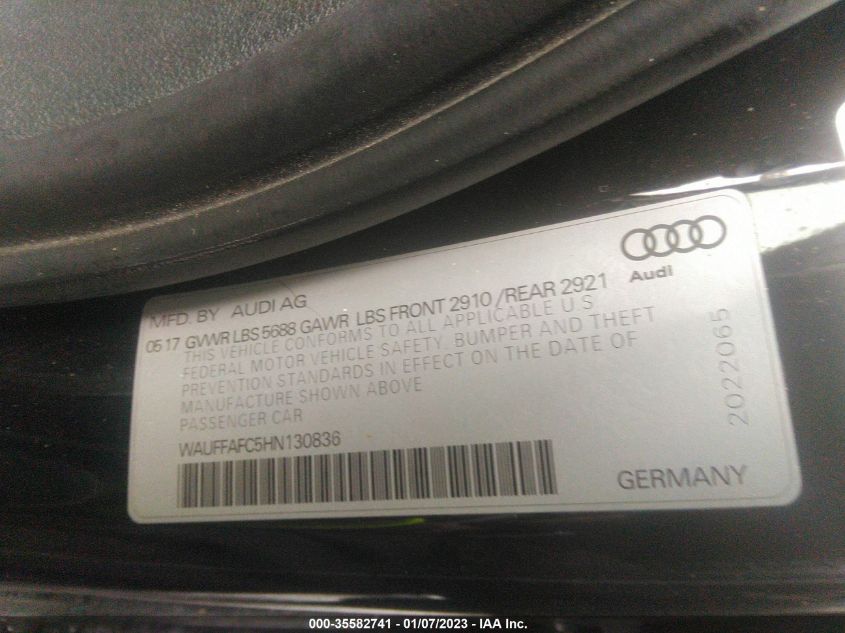 Audi
MFD. BY AUDI AG
05 17 GVWR LBS 5688 GAWR LBS FRONT 2910 /REAR 2921
THIS VEHICLE CONFORMS TO ALL APPLICABLE U.S
FEDERAL MOTOR VEHICLE SAFETY, BUMPER AND THEFT
PREVENTION STANDARDS IN EFFECT ON THE DATE OF
MANUFACTURE SHOWN ABOVE
PASSENGER CAR
WAUFFAFC5HN130836
GERMANY
2022065
000-35582741 - 01/07/2023 - IAA Inc.